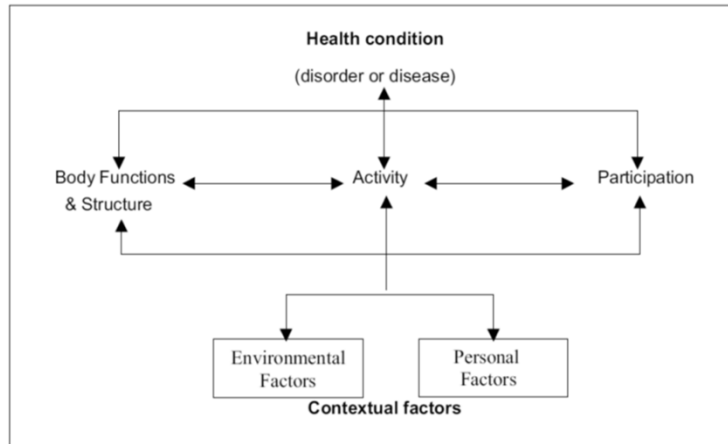 Health condition
(disorder or disease)
Body Functions
& Structure
Activity
Participation
Environmental
Factors
Personal
Factors
Contextual factors